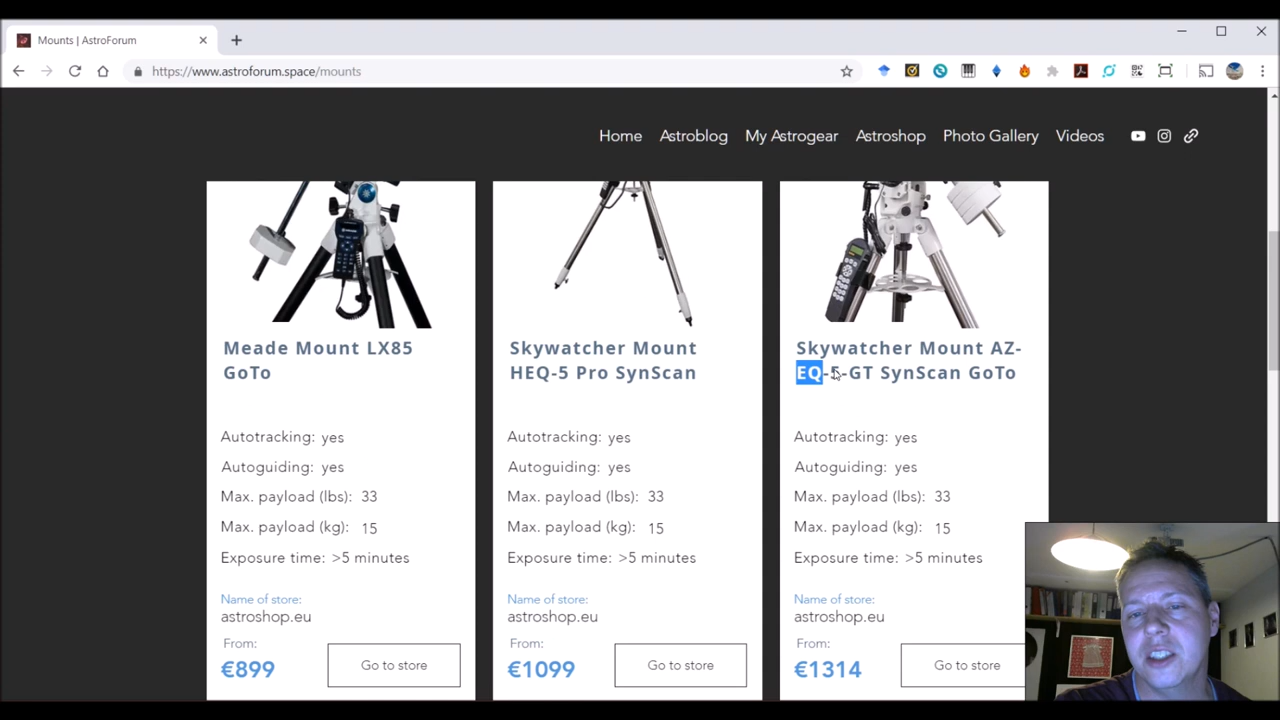 Mounts | AstroForum
https://www.astroforum.space/mounts
Home Astroblog My Astrogear Astroshop Photo Gallery Videos
Meade Mount LX85
GoTo
Autotracking: yes
Autoguiding: yes
Max. payload (lbs): 33
Max. payload (kg): 15
Exposure time: >5 minutes
Name of store:
astroshop.eu
From:
€899
Go to store
Skywatcher Mount
HEQ-5 Pro SynScan
Autotracking: yes
Autoguiding: yes
Max. payload (lbs): 33
Max. payload (kg): 15
Exposure time: >5 minutes
Name of store:
astroshop.eu
From:
€1099
Go to store
Skywatcher Mount AZ-
EQ-5-GT SynScan GoTo
Autotracking: yes
Autoguiding: yes
Max. payload (lbs): 33
Max. payload (kg): 15
Exposure time: >5 minutes
Name of store:
astroshop.eu
From:
€1314
Go to store